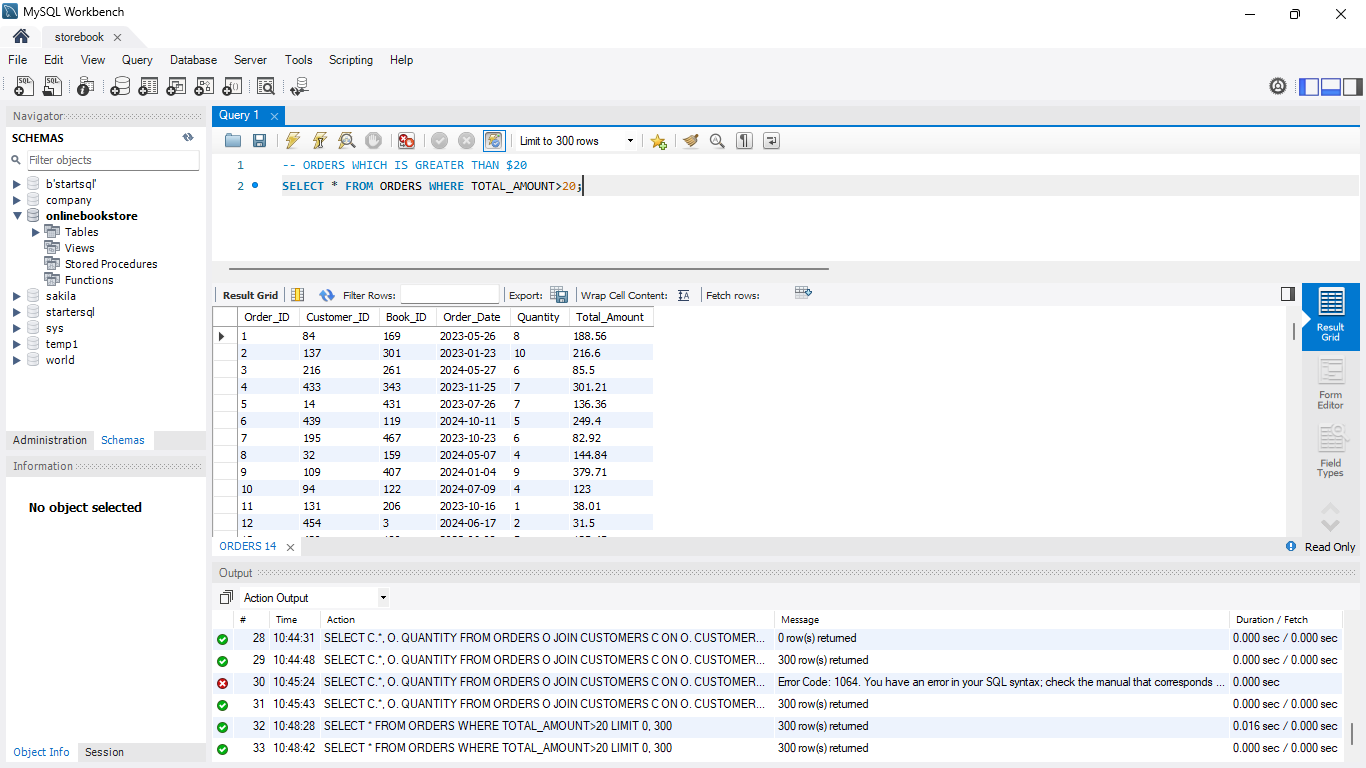 MySQL Workbench
storebook
File Edit View Query Database Server Tools Scripting Help
Navigator
SCHEMAS
Filter objects
b'startsql'
company
onlinebookstore
Tables
Views
Stored Procedures
Functions
sakila
startersql
sys
temp1
world
Administration Schemas
Information
No object selected
Object Info Session
Query 1
Limit to 300 rows
1 -- ORDERS WHICH IS GREATER THAN $20
2 SELECT * FROM ORDERS WHERE TOTAL_AMOUNT>20;
Result Grid Filter Rows: Export: Wrap Cell Content: Fetch rows:
Order_ID Customer_ID Book_ID Order_Date Quantity Total_Amount
1 84 169 2023-05-26 8 188.56
2 137 301 2023-01-23 10 216.6
3 216 261 2024-05-27 6 85.5
4 433 343 2023-11-25 7 301.21
5 14 431 2023-07-26 7 136.36
6 439 119 2024-10-11 5 249.4
7 195 467 2023-10-23 6 82.92
8 32 159 2024-05-07 4 144.84
9 109 407 2024-01-04 9 379.71
10 94 122 2024-07-09 4 123
11 131 206 2023-10-16 1 38.01
12 454 3 2024-06-17 2 31.5
Result
Grid
Form
Editor
Field
Types
ORDERS 14
Read Only
Output
Action Output
# Time Action Message Duration / Fetch
28 10:44:31 SELECT C.*, O. QUANTITY FROM ORDERS O JOIN CUSTOMERS C ON O. CUSTOMER... 0 row(s) returned 0.000 sec / 0.000 sec
29 10:44:48 SELECT C.*, O. QUANTITY FROM ORDERS O JOIN CUSTOMERS C ON O. CUSTOMER... 300 row(s) returned 0.000 sec / 0.000 sec
30 10:45:24 SELECT C.*, O. QUANTITY FROM ORDERS O JOIN CUSTOMERS C ON O. CUSTOMER... Error Code: 1064. You have an error in your SQL syntax; check the manual that corresponds ... 0.000 sec
31 10:45:43 SELECT C.*, O. QUANTITY FROM ORDERS O JOIN CUSTOMERS C ON O. CUSTOMER... 300 row(s) returned 0.000 sec / 0.000 sec
32 10:48:28 SELECT * FROM ORDERS WHERE TOTAL_AMOUNT>20 LIMIT 0, 300 300 row(s) returned 0.016 sec / 0.000 sec
33 10:48:42 SELECT * FROM ORDERS WHERE TOTAL_AMOUNT>20 LIMIT 0, 300 300 row(s) returned 0.000 sec / 0.000 sec